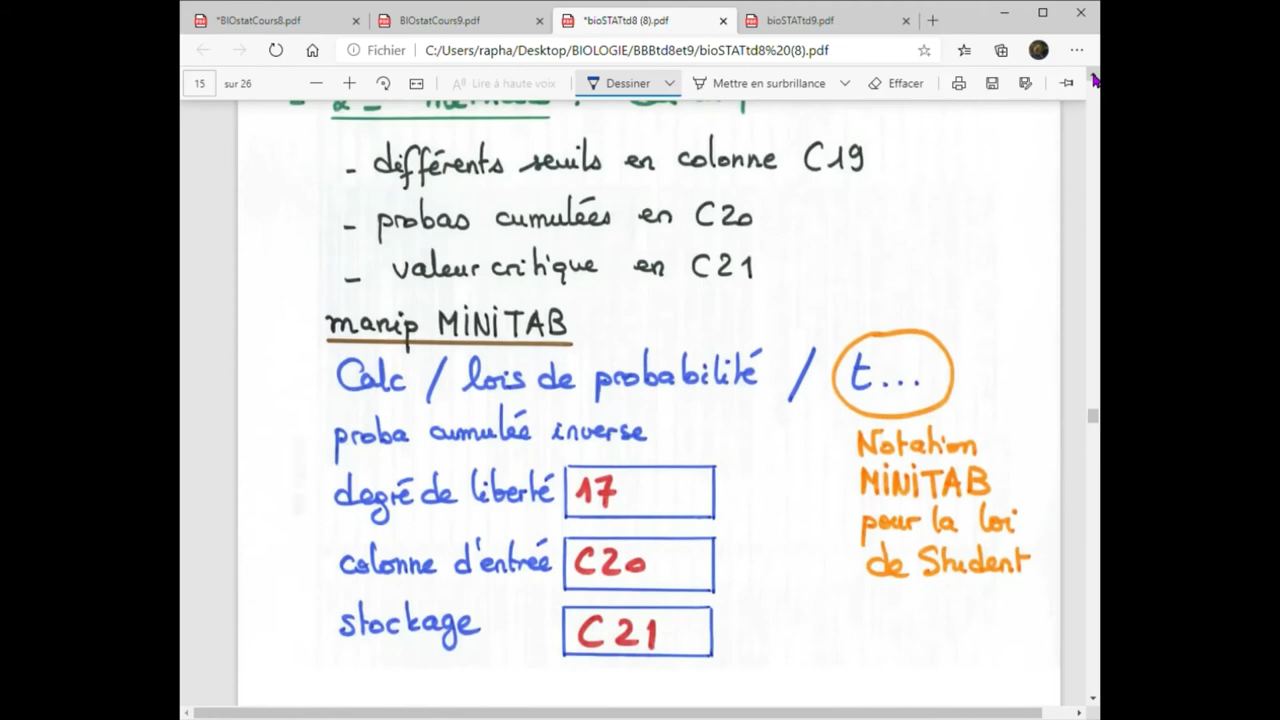 *BIOstatCours8.pdf
BIOstatCours9.pdf
*bioSTATtd8 (8).pdf
bioSTATtd9.pdf
Fichier
C:/Users/rapha/Desktop/BIOLOGIE/BBBtd8et9/bioSTATtd8%20(8).pdf
15 sur 26
Lire à haute voix
Dessiner
Mettre en surbrillance
Effacer
- différents seuils en colonne C19
- probas cumulées en C20
- valeur critique en C21
manip MINITAB
Calc / lois de probabilité / t...
proba cumulée inverse
degré de liberté 17
colonne d'entrée C20
stockage C21
Notation
MINITAB
pour la loi
de Student